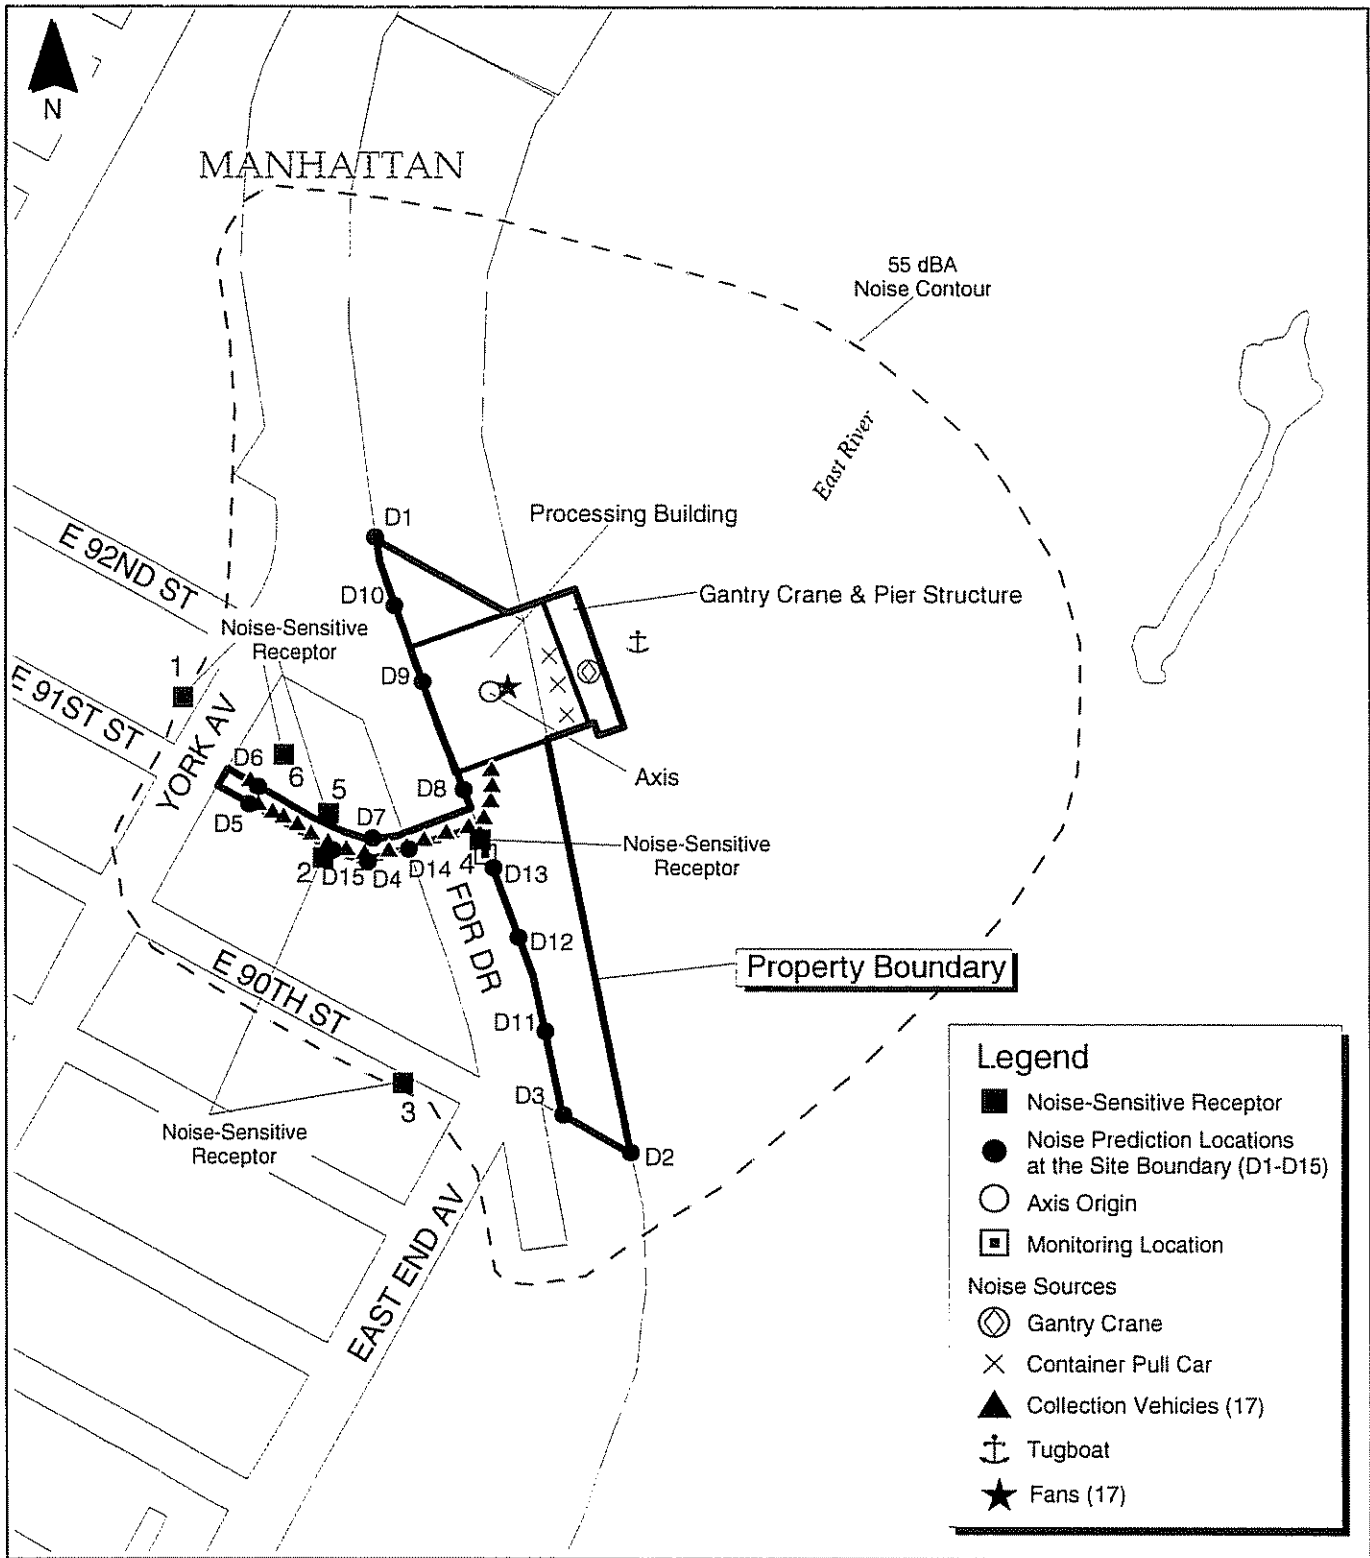 N
MANHATTAN
55 dBA
Noise Contour
East River
D1
Processing Building
E 92ND ST
D10
Gantry Crane & Pier Structure
Noise-Sensitive
Receptor
1
E 91ST ST
D9
YORK AV
D6
6
5
Axis
D8
D5
D7
Noise-Sensitive
Receptor
2
D15
D4
D14
4
D13
FDR DR
D12
E 90TH ST
Property Boundary
D11
D3
3
Noise-Sensitive
Receptor
D2
EAST END AV
Legend
Noise-Sensitive Receptor
Noise Prediction Locations
at the Site Boundary (D1-D15)
Axis Origin
Monitoring Location
Noise Sources
Gantry Crane
Container Pull Car
Collection Vehicles (17)
Tugboat
Fans (17)